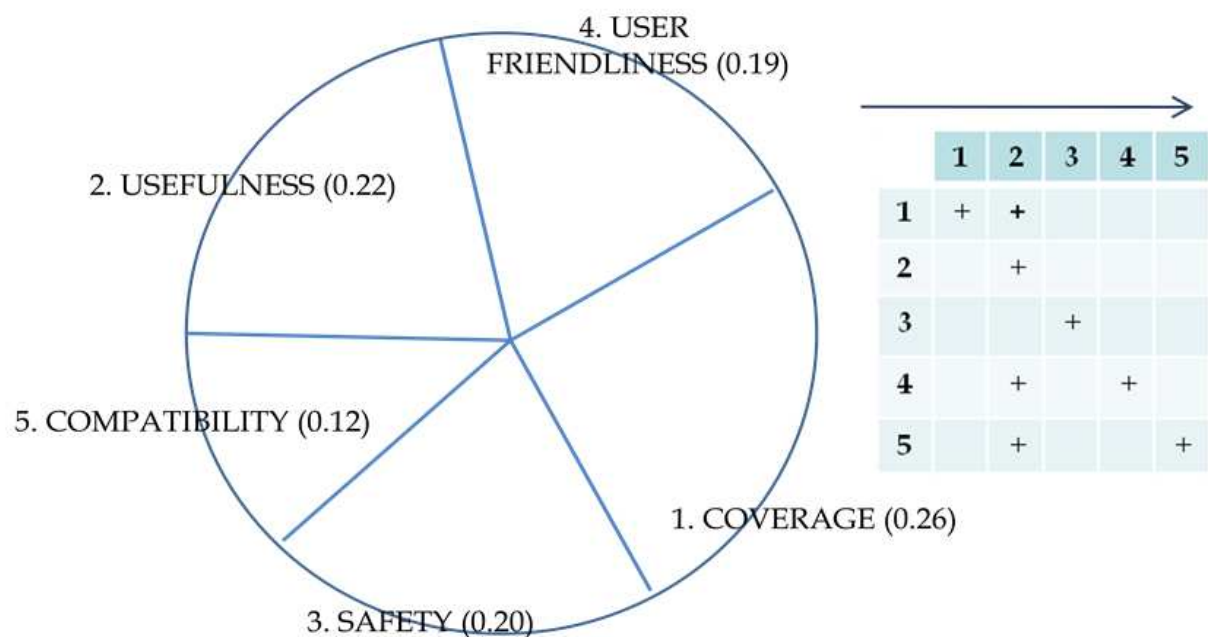 4. USER
FRIENDLINESS (0.19)
2. USEFULNESS (0.22)
5. COMPATIBILITY (0.12)
1. COVERAGE (0.26)
3. SAFETY (0.20)
1 2 3 4 5
1 + +
2 +
3 +
4 + +
5 + +